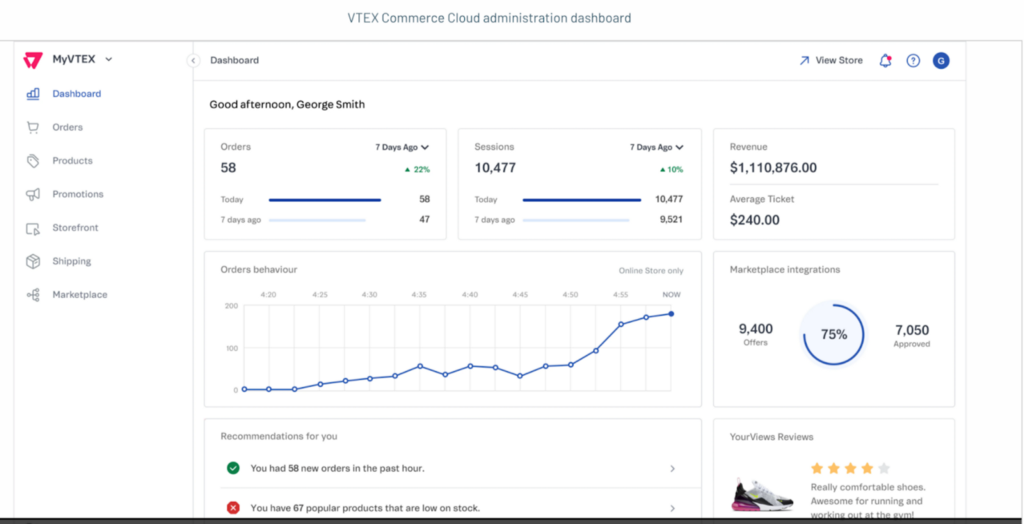 VTEX Commerce Cloud administration dashboard
MyVTEX
Dashboard
View Store
G
Dashboard
Orders
Products
Promotions
Storefront
Shipping
Marketplace
Good afternoon, George Smith
Orders
7 Days Ago
58
22%
Today
58
7 days ago
47
Sessions
7 Days Ago
10,477
10%
Today
10,477
7 days ago
9,521
Revenue
$1,110,876.00
Average Ticket
$240.00
Orders behaviour
Online Store only
4:20 4:25 4:30 4:35 4:40 4:45 4:50 4:55 NOW
200
100
0
Marketplace integrations
9,400
Offers
75%
7,050
Approved
Recommendations for you
You had 58 new orders in the past hour.
You have 67 popular products that are low on stock.
YourViews Reviews
Really comfortable shoes.
Awesome for running and
working out at the gym!